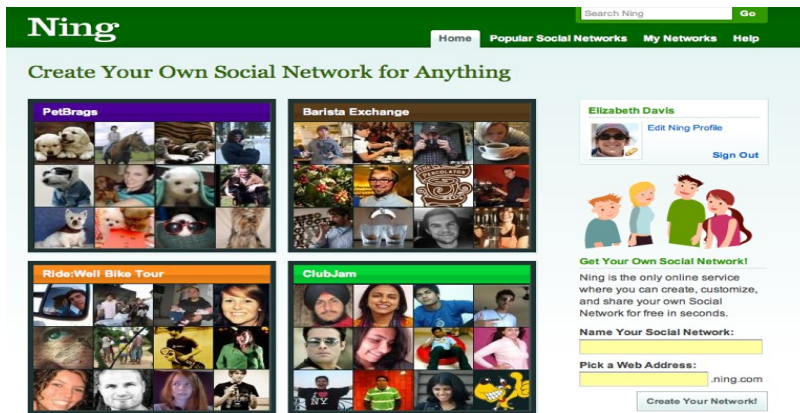 Ning
Search Ning
Go
Home Popular Social Networks My Networks Help
Create Your Own Social Network for Anything
PetBrags
Barista Exchange
THE PERCOLATOR
Ride:Well Bike Tour
ClubJam
I NY
Elizabeth Davis
Edit Ning Profile
Sign Out
Get Your Own Social Network!
Ning is the only online service
where you can create, customize,
and share your own Social
Network for free in seconds.
Name Your Social Network:
Pick a Web Address:
.ning.com
Create Your Network!